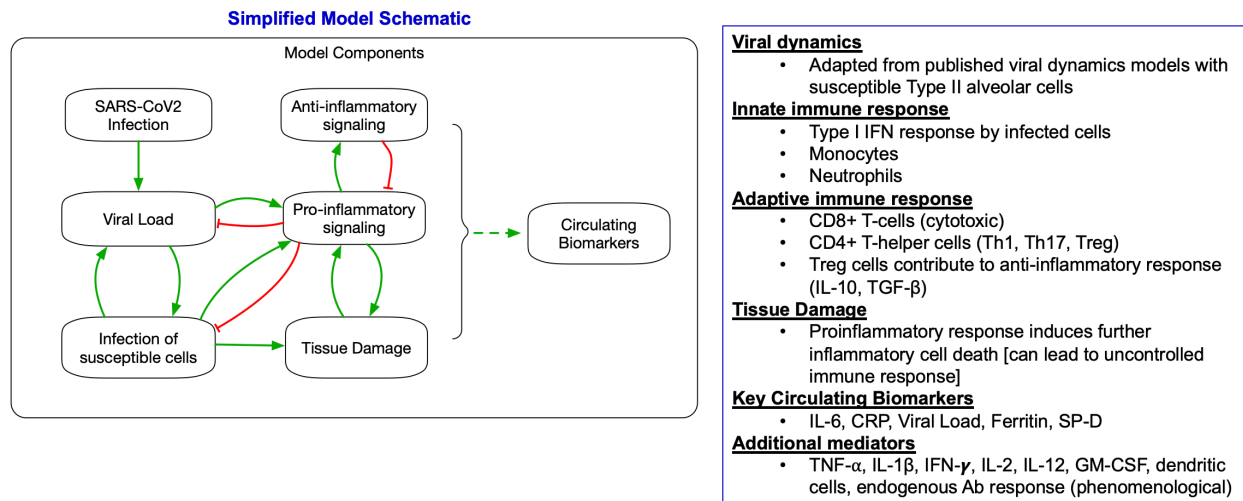 Simplified Model Schematic
Model Components
SARS-CoV2
Infection
Anti-inflammatory
signaling
Viral Load
Pro-inflammatory
signaling
Circulating
Biomarkers
Infection of
susceptible cells
Tissue Damage
Viral dynamics
• Adapted from published viral dynamics models with
susceptible Type II alveolar cells
Innate immune response
• Type I IFN response by infected cells
• Monocytes
• Neutrophils
Adaptive immune response
• CD8+ T-cells (cytotoxic)
• CD4+ T-helper cells (Th1, Th17, Treg)
• Treg cells contribute to anti-inflammatory response
(IL-10, TGF-β)
Tissue Damage
• Proinflammatory response induces further
inflammatory cell death [can lead to uncontrolled
immune response]
Key Circulating Biomarkers
• IL-6, CRP, Viral Load, Ferritin, SP-D
Additional mediators
• TNF-α, IL-1β, IFN-γ, IL-2, IL-12, GM-CSF, dendritic
cells, endogenous Ab response (phenomenological)